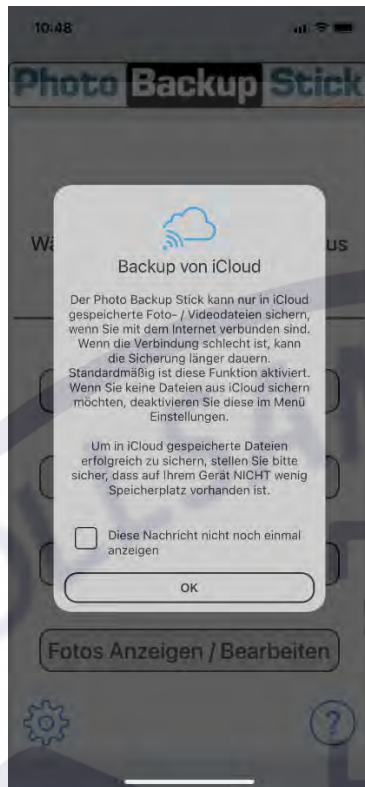 10:48
Photo Backup Stick
Backup von iCloud
Der Photo Backup Stick kann nur in iCloud
gespeicherte Foto- / Videodateien sichern,
wenn Sie mit dem Internet verbunden sind.
Wenn die Verbindung schlecht ist, kann
die Sicherung länger dauern.
Standardmäßig ist diese Funktion aktiviert.
Wenn Sie keine Dateien aus iCloud sichern
möchten, deaktivieren Sie diese im Menü
Einstellungen.
Um in iCloud gespeicherte Dateien
erfolgreich zu sichern, stellen Sie bitte
sicher, dass auf Ihrem Gerät NICHT wenig
Speicherplatz vorhanden ist.
Diese Nachricht nicht noch einmal
anzeigen
OK
Fotos Anzeigen / Bearbeiten
?